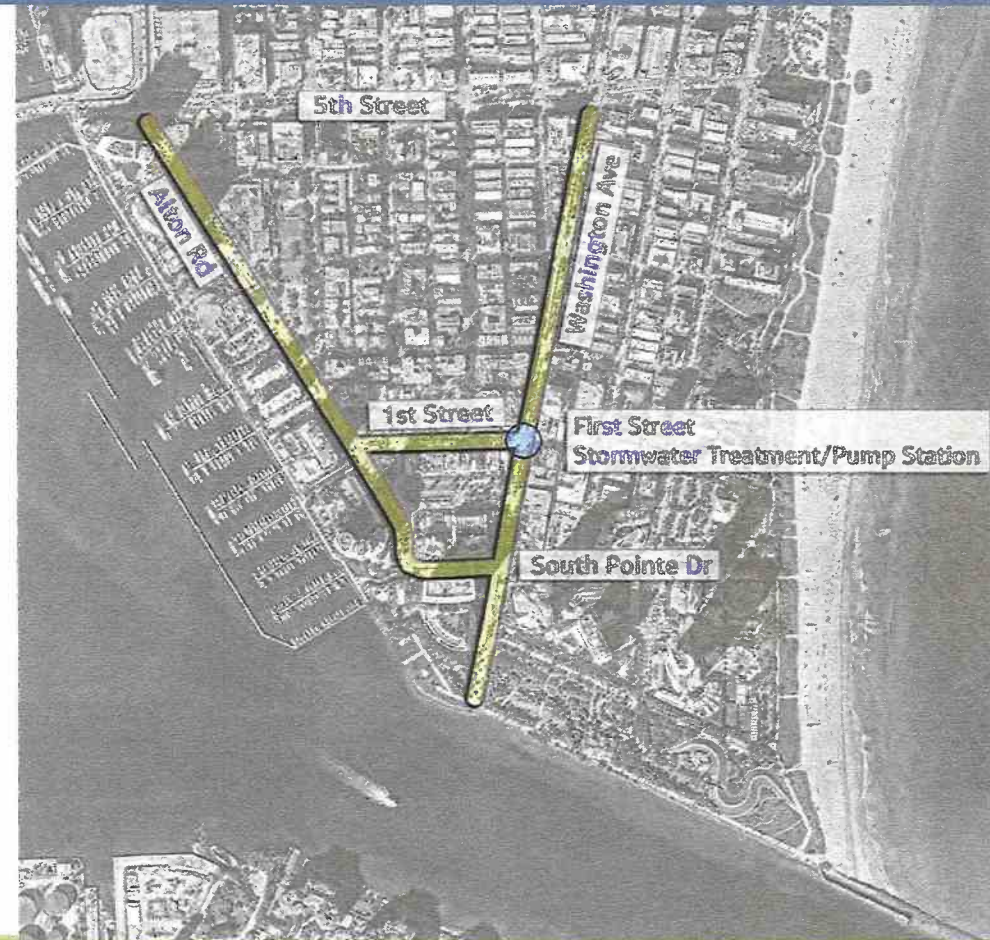 5th Street
Alton Rd
Washington Ave
1st Street
First Street
Stormwater Treatment/Pump Station
South Pointe Dr